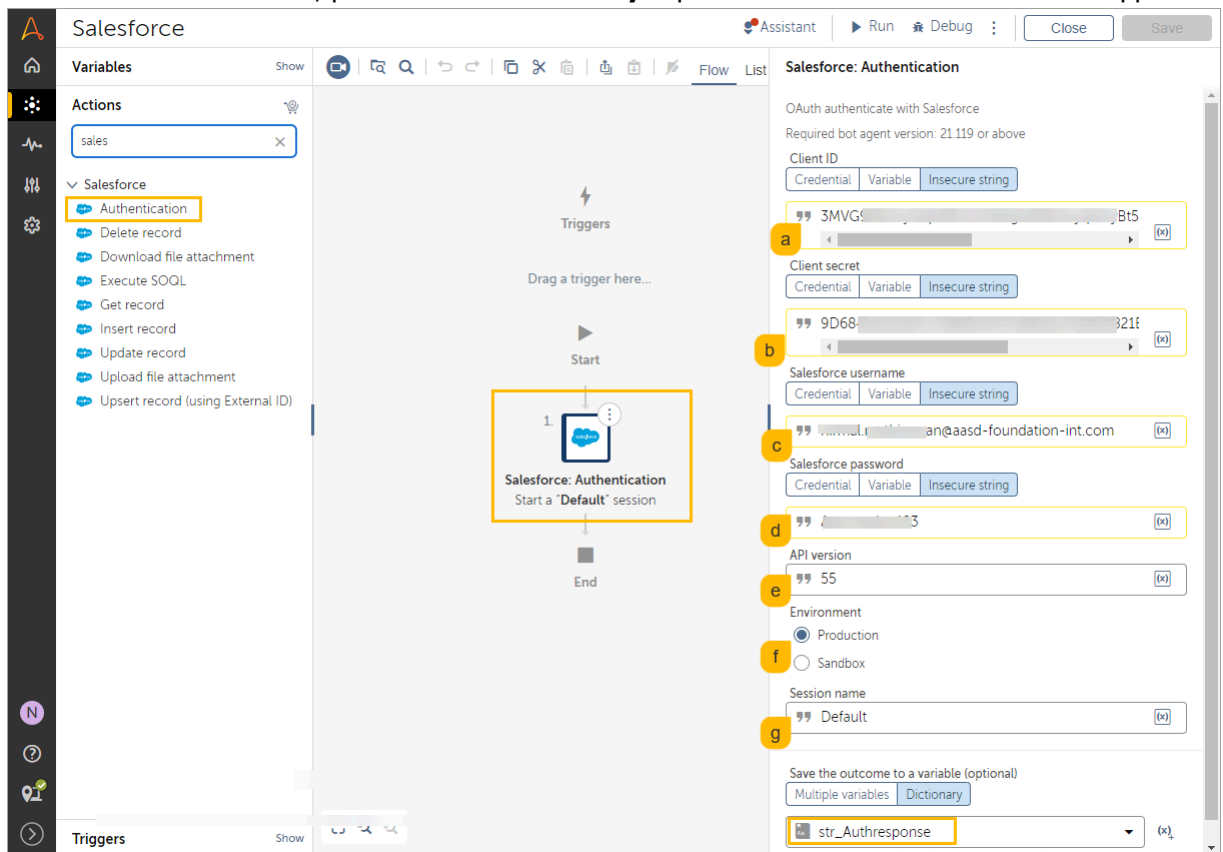 Salesforce
Assistant
Run
Debug
Close
Save
Variables
Show
Flow
List
Salesforce: Authentication
Actions
sales
Salesforce
Authentication
Delete record
Download file attachment
Execute SOQL
Get record
Insert record
Update record
Upload file attachment
Upsert record (using External ID)
Triggers
Drag a trigger here...
Start
1.
Salesforce: Authentication
Start a "Default" session
End
OAuth authenticate with Salesforce
Required bot agent version: 21.119 or above
Client ID
Credential Variable Insecure string
a
Client secret
Credential Variable Insecure string
b
Salesforce username
Credential Variable Insecure string
c
Salesforce password
Credential Variable Insecure string
d
API version
55
e
Environment
Production
f
Sandbox
Session name
Default
g
Save the outcome to a variable (optional)
Multiple variables Dictionary
str_Authresponse
N
Triggers
Show